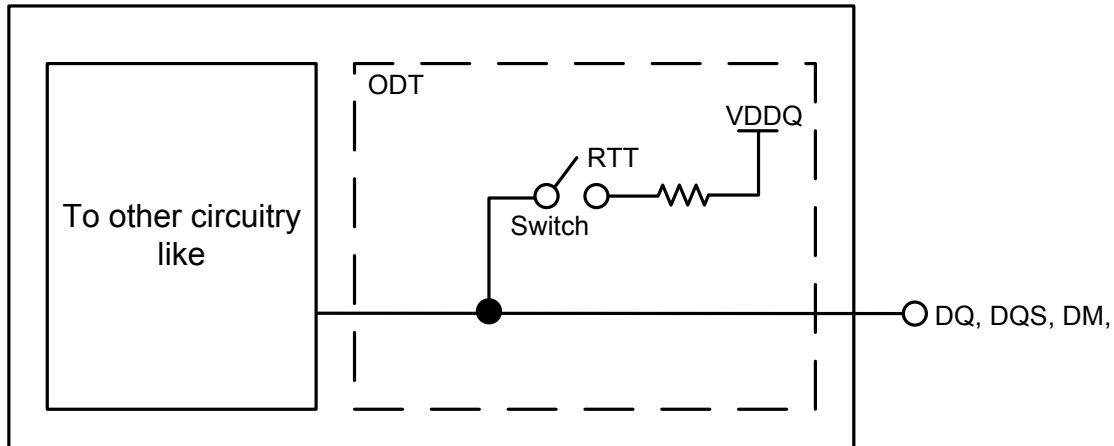 ODT
VDDQ
RTT
Switch
To other circuitry
like
DQ, DQS, DM,